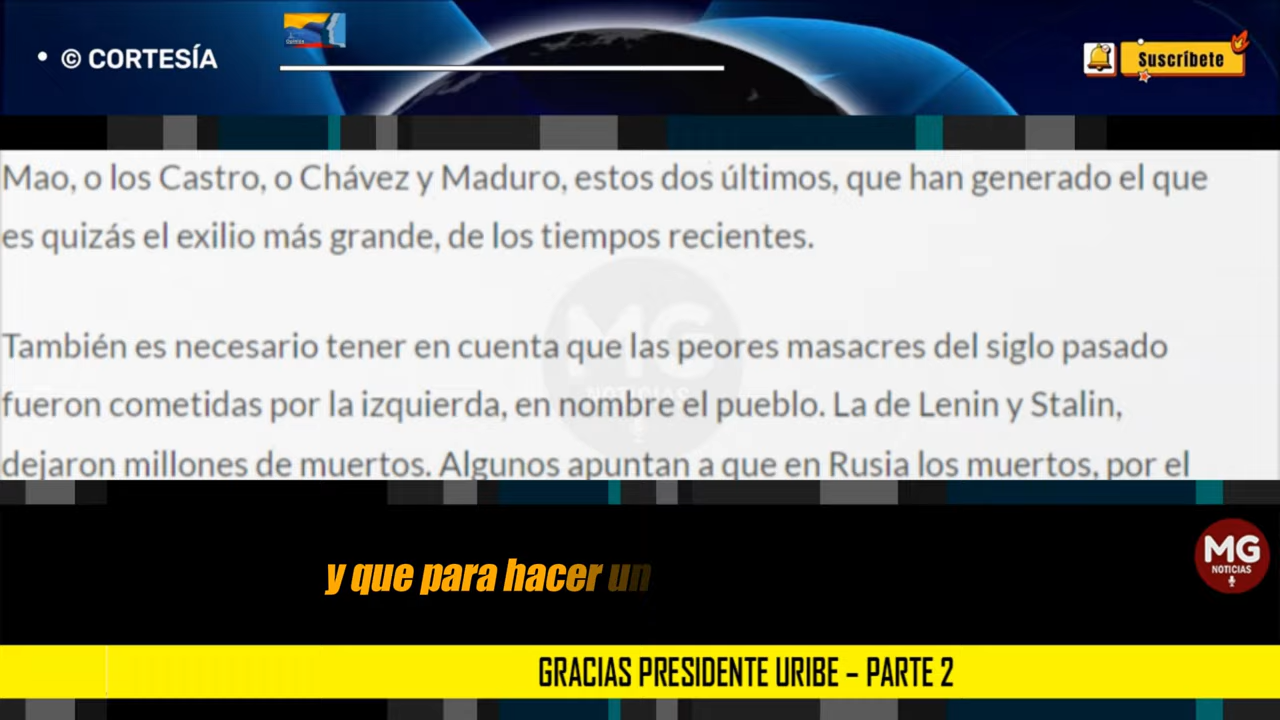 • © CORTESÍA
Suscríbete
Mao, o los Castro, o Chávez y Maduro, estos dos últimos, que han generado el que
es quizás el exilio más grande, de los tiempos recientes.
También es necesario tener en cuenta que las peores masacres del siglo pasado
fueron cometidas por la izquierda, en nombre el pueblo. La de Lenin y Stalin,
dejaron millones de muertos. Algunos apuntan a que en Rusia los muertos, por el
MG
NOTICIAS
y que para hacer un
MG
NOTICIAS
GRACIAS PRESIDENTE URIBE – PARTE 2